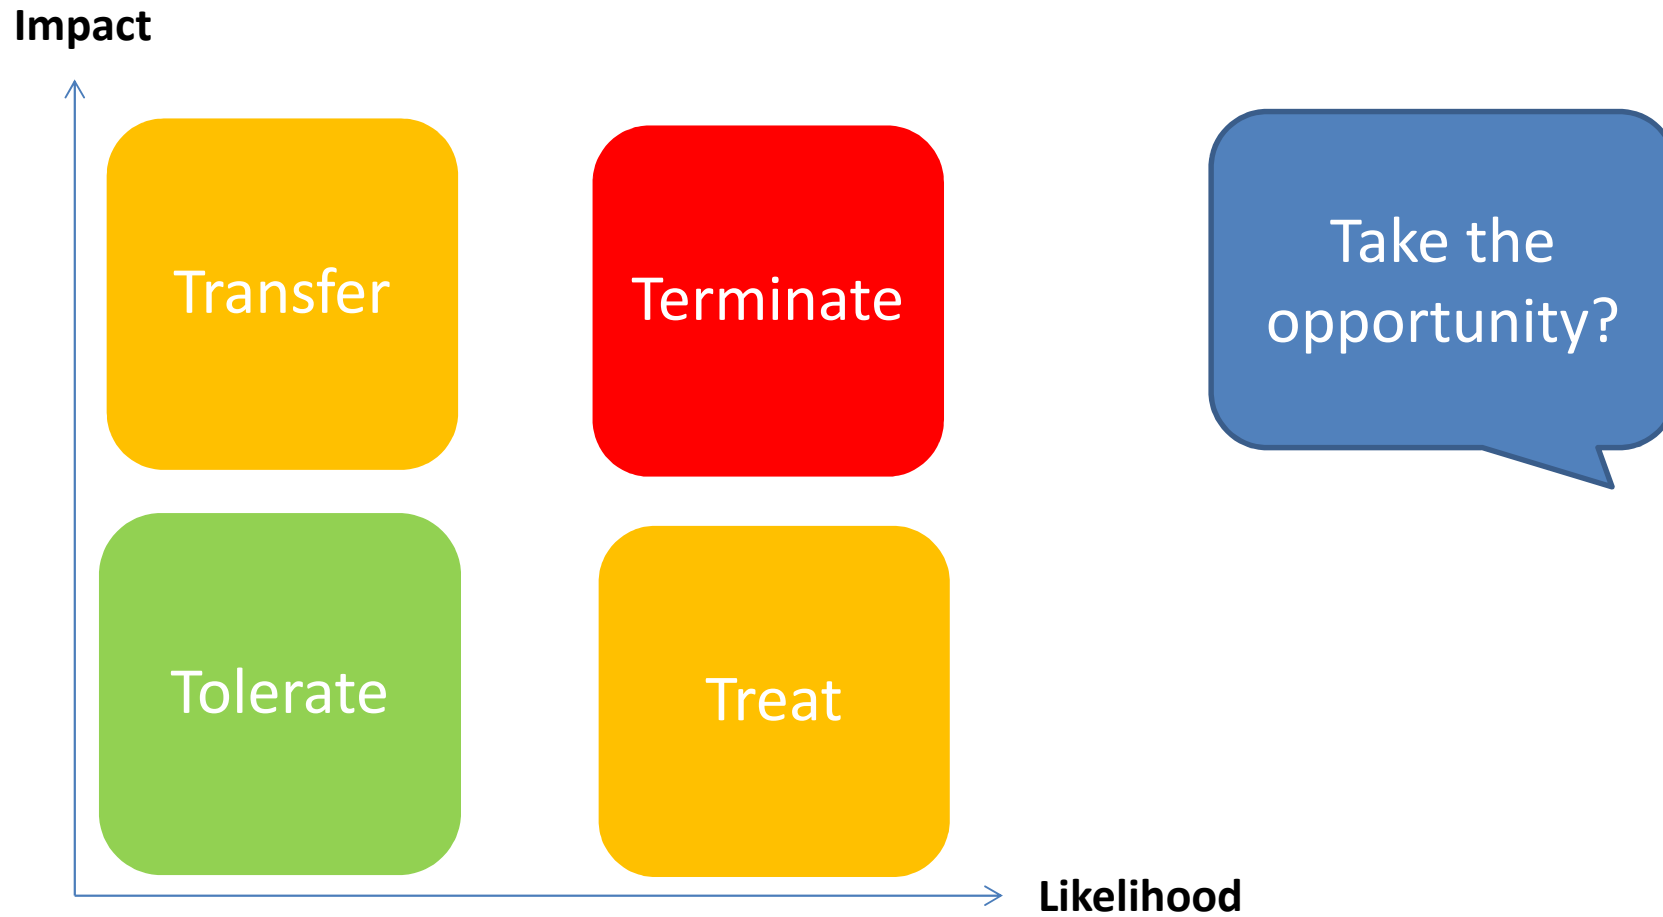 Impact
Transfer
Terminate
Take the
opportunity?
Tolerate
Treat
Likelihood